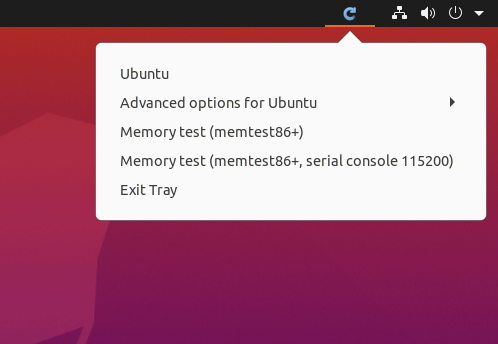 Ubuntu
Advanced options for Ubuntu
Memory test (memtest86+)
Memory test (memtest86+, serial console 115200)
Exit Tray